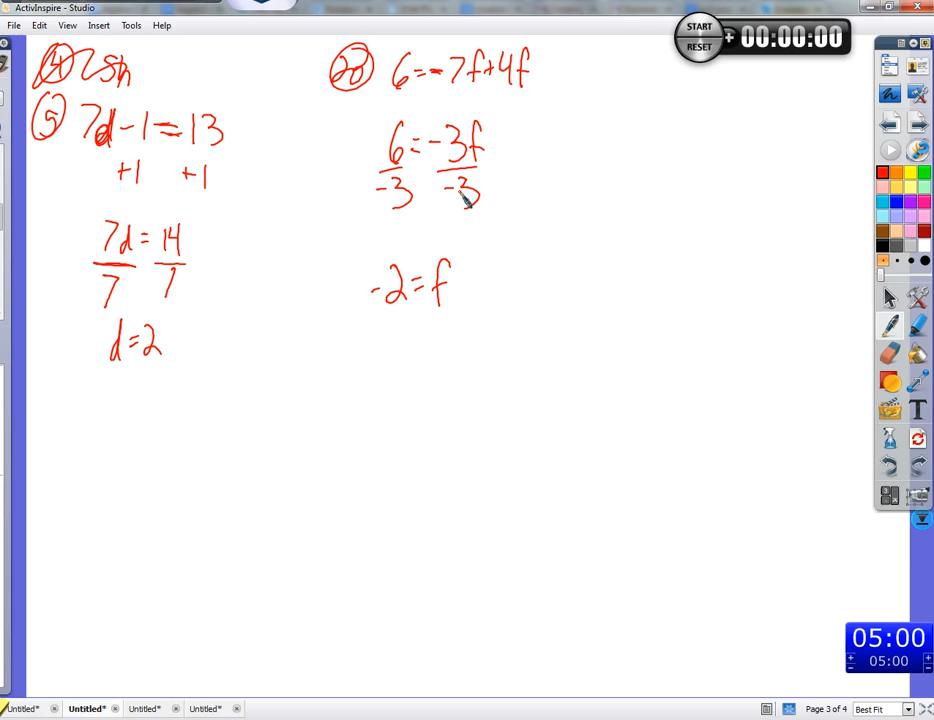 ActivInspire - Studio
File Edit View Insert Tools Help
START
RESET
00:00:00
5 7d-1=13
+1 +1
7d = 14
7 7
d=2
20 6=-7f+4f
6=-3f
-3 -3
-2=f
05:00
05:00
Untitled* Untitled* Untitled* Untitled*
Page 3 of 4 Best Fit